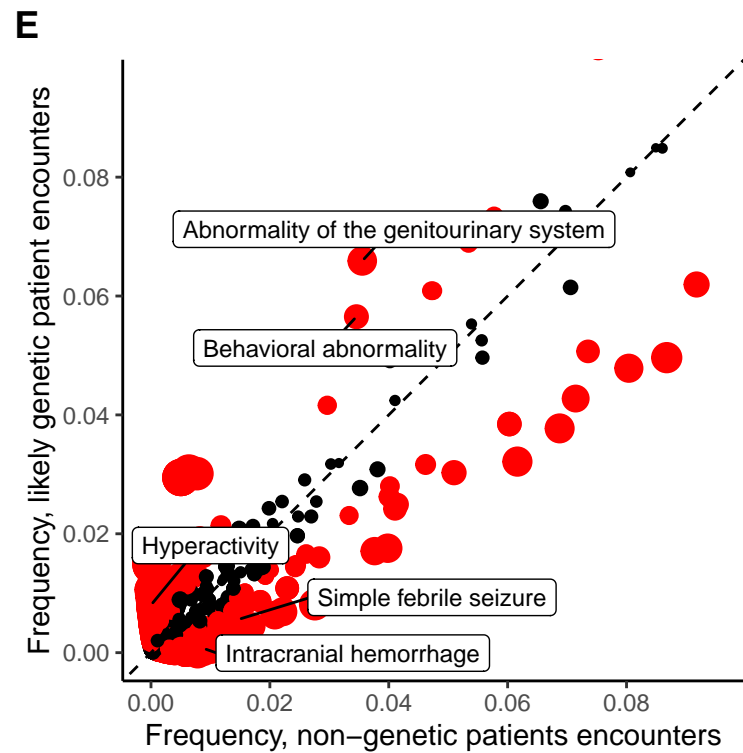 E
Frequency, likely genetic patient encounters
0.08
0.06
0.04
0.02
0.00
Abnormality of the genitourinary system
Behavioral abnormality
Hyperactivity
Simple febrile seizure
Intracranial hemorrhage
0.00 0.02 0.04 0.06 0.08
Frequency, non−genetic patients encounters